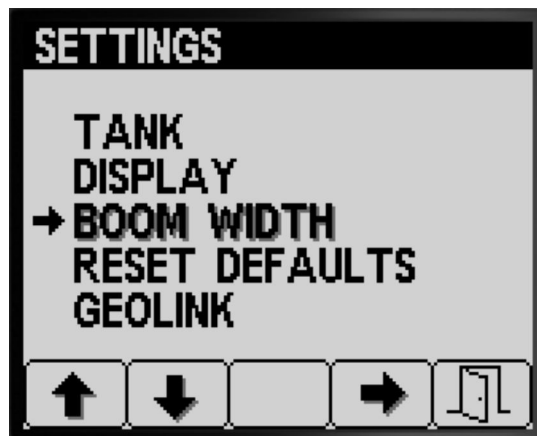 SETTINGS
TANK
DISPLAY
BOOM WIDTH
RESET DEFAULTS
GEOLINK